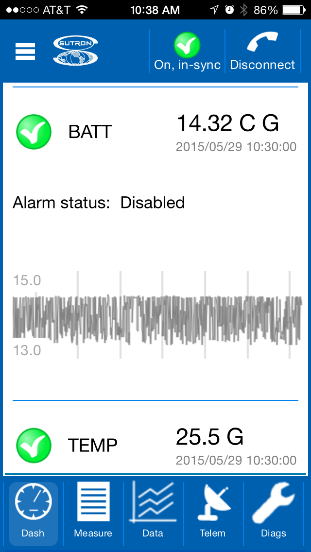 AT&T 10:38 AM 86%
SUTRON
On, in-sync Disconnect
BATT 14.32 C G
2015/05/29 10:30:00
Alarm status: Disabled
15.0
13.0
TEMP 25.5 G
2015/05/29 10:30:00
Dash Measure Data Telem Diags